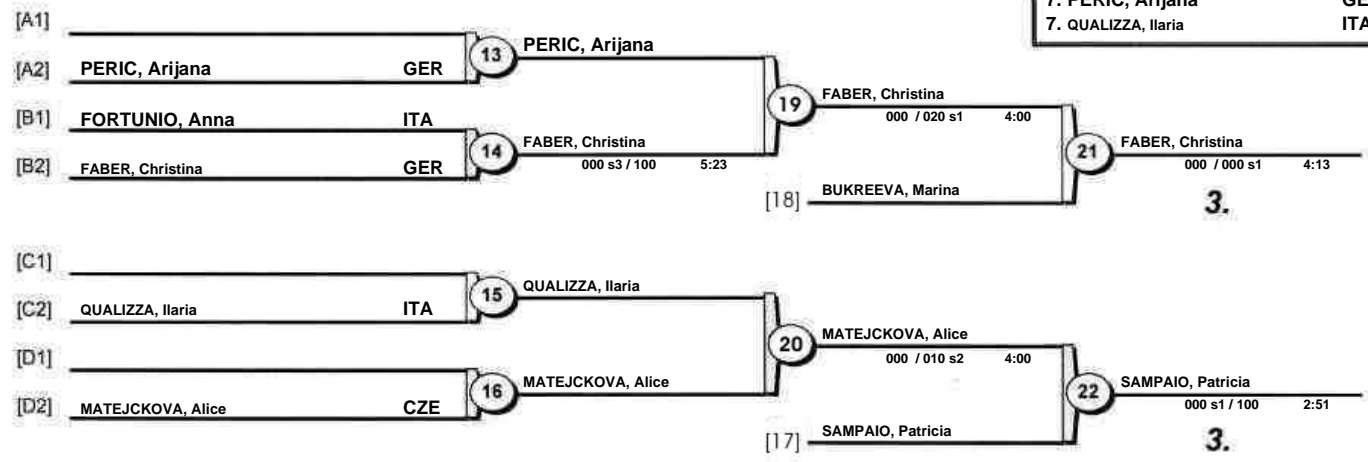 7. PERIC, Arijana GE
7. QUALIZZA, Ilaria ITA
[A1]
[A2] PERIC, Arijana GER
13
PERIC, Arijana
[B1] FORTUNIO, Anna ITA
[B2] FABER, Christina GER
14
FABER, Christina
000 s3 / 100 5:23
19
FABER, Christina
000 / 020 s1 4:00
[18] BUKREEVA, Marina
21
FABER, Christina
000 / 000 s1 4:13
3.
[C1]
[C2] QUALIZZA, Ilaria ITA
15
QUALIZZA, Ilaria
[D1]
[D2] MATEJCKOVA, Alice CZE
16
MATEJCKOVA, Alice
20
MATEJCKOVA, Alice
000 / 010 s2 4:00
[17] SAMPAIO, Patricia
22
SAMPAIO, Patricia
000 s1 / 100 2:51
3.